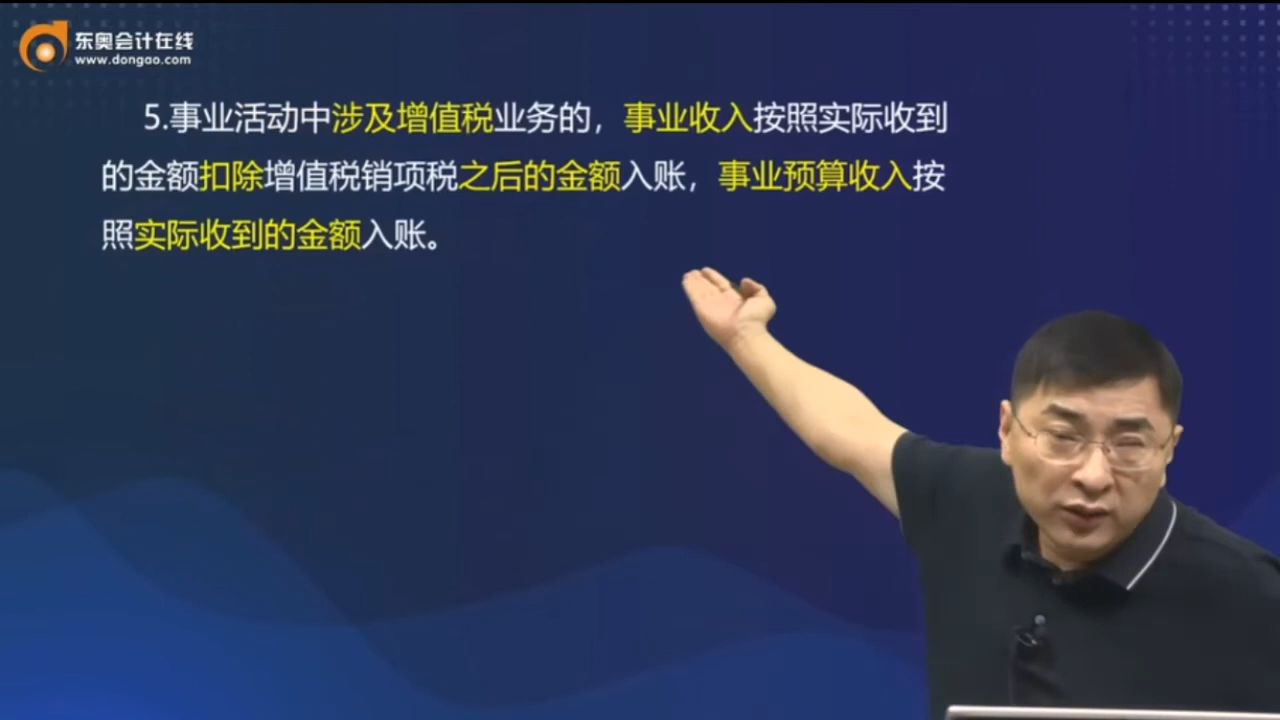 东奥会计在线
www.dongao.com
5.事业活动中涉及增值税业务的，事业收入按照实际收到
的金额扣除增值税销项税之后的金额入账，事业预算收入按
照实际收到的金额入账。